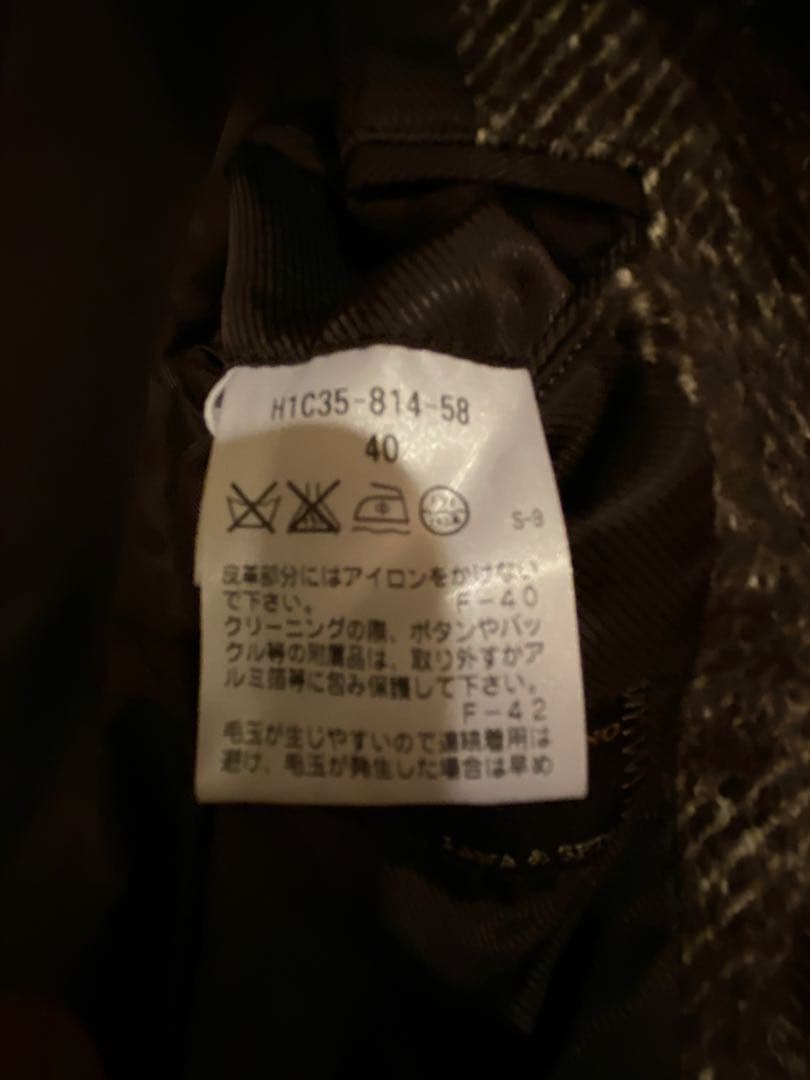 H1C35-814-58
40
S-9
皮革部分にはアイロンをかけない
で下さい。 F-40
クリーニングの際、ボタンやバッ
クル等の附属品は、取り外すかア
ルミ箔等に包み保護して下さい。
F-42
毛玉が生じやすいので連続着用は
避け、毛玉が発生した場合は早め
&